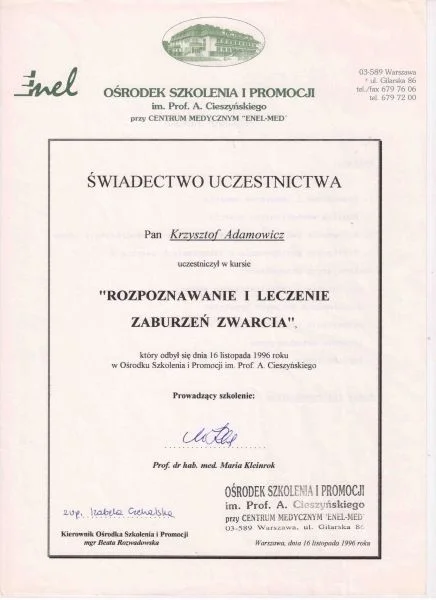 Enel
OŚRODEK SZKOLENIA I PROMOCJI
im. Prof. A. Cieszyńskiego
przy CENTRUM MEDYCZNYM "ENEL-MED"
03-589 Warszawa
ul. Gilarska 86
tel./fax 679 76 06
tel. 679 72 00
ŚWIADECTWO UCZESTNICTWA
Pan Krzysztof Adamowicz
uczestniczył w kursie
"ROZPOZNAWANIE I LECZENIE
ZABURZEŃ ZWARCIA",
który odbył się dnia 16 listopada 1996 roku
w Ośrodku Szkolenia i Promocji im. Prof. A. Cieszyńskiego
Prowadzący szkolenie:
Prof. dr hab. med. Maria Kleinrok
zup. Izabela
Kierownik Ośrodka Szkolenia i Promocji
mgr Beata Rozwadowska
OŚRODEK SZKOLENIA I PROMOCJI
im. Prof. A. Cieszyńskiego
przy CENTRUM MEDYCZNYM "ENEL-MED"
03-589 Warszawa, ul. Gilarska 86
Warszawa, dnia 16 listopada 1996 roku